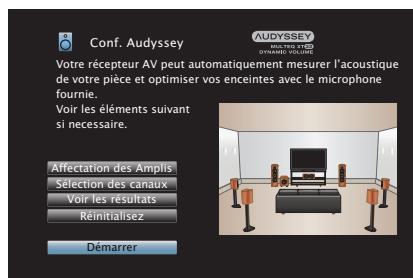 Conf. Audyssey
AUDYSSEY
MULTEQ XT32
DYNAMIC VOLUME
Votre récepteur AV peut automatiquement mesurer l'acoustique
de votre pièce et optimiser vos enceintes avec le microphone
fournie.
Voir les éléments suivant
si necessaire.
Affectation des Amplis
Sélection des canaux
Voir les résultats
Réinitialisez
Démarrer